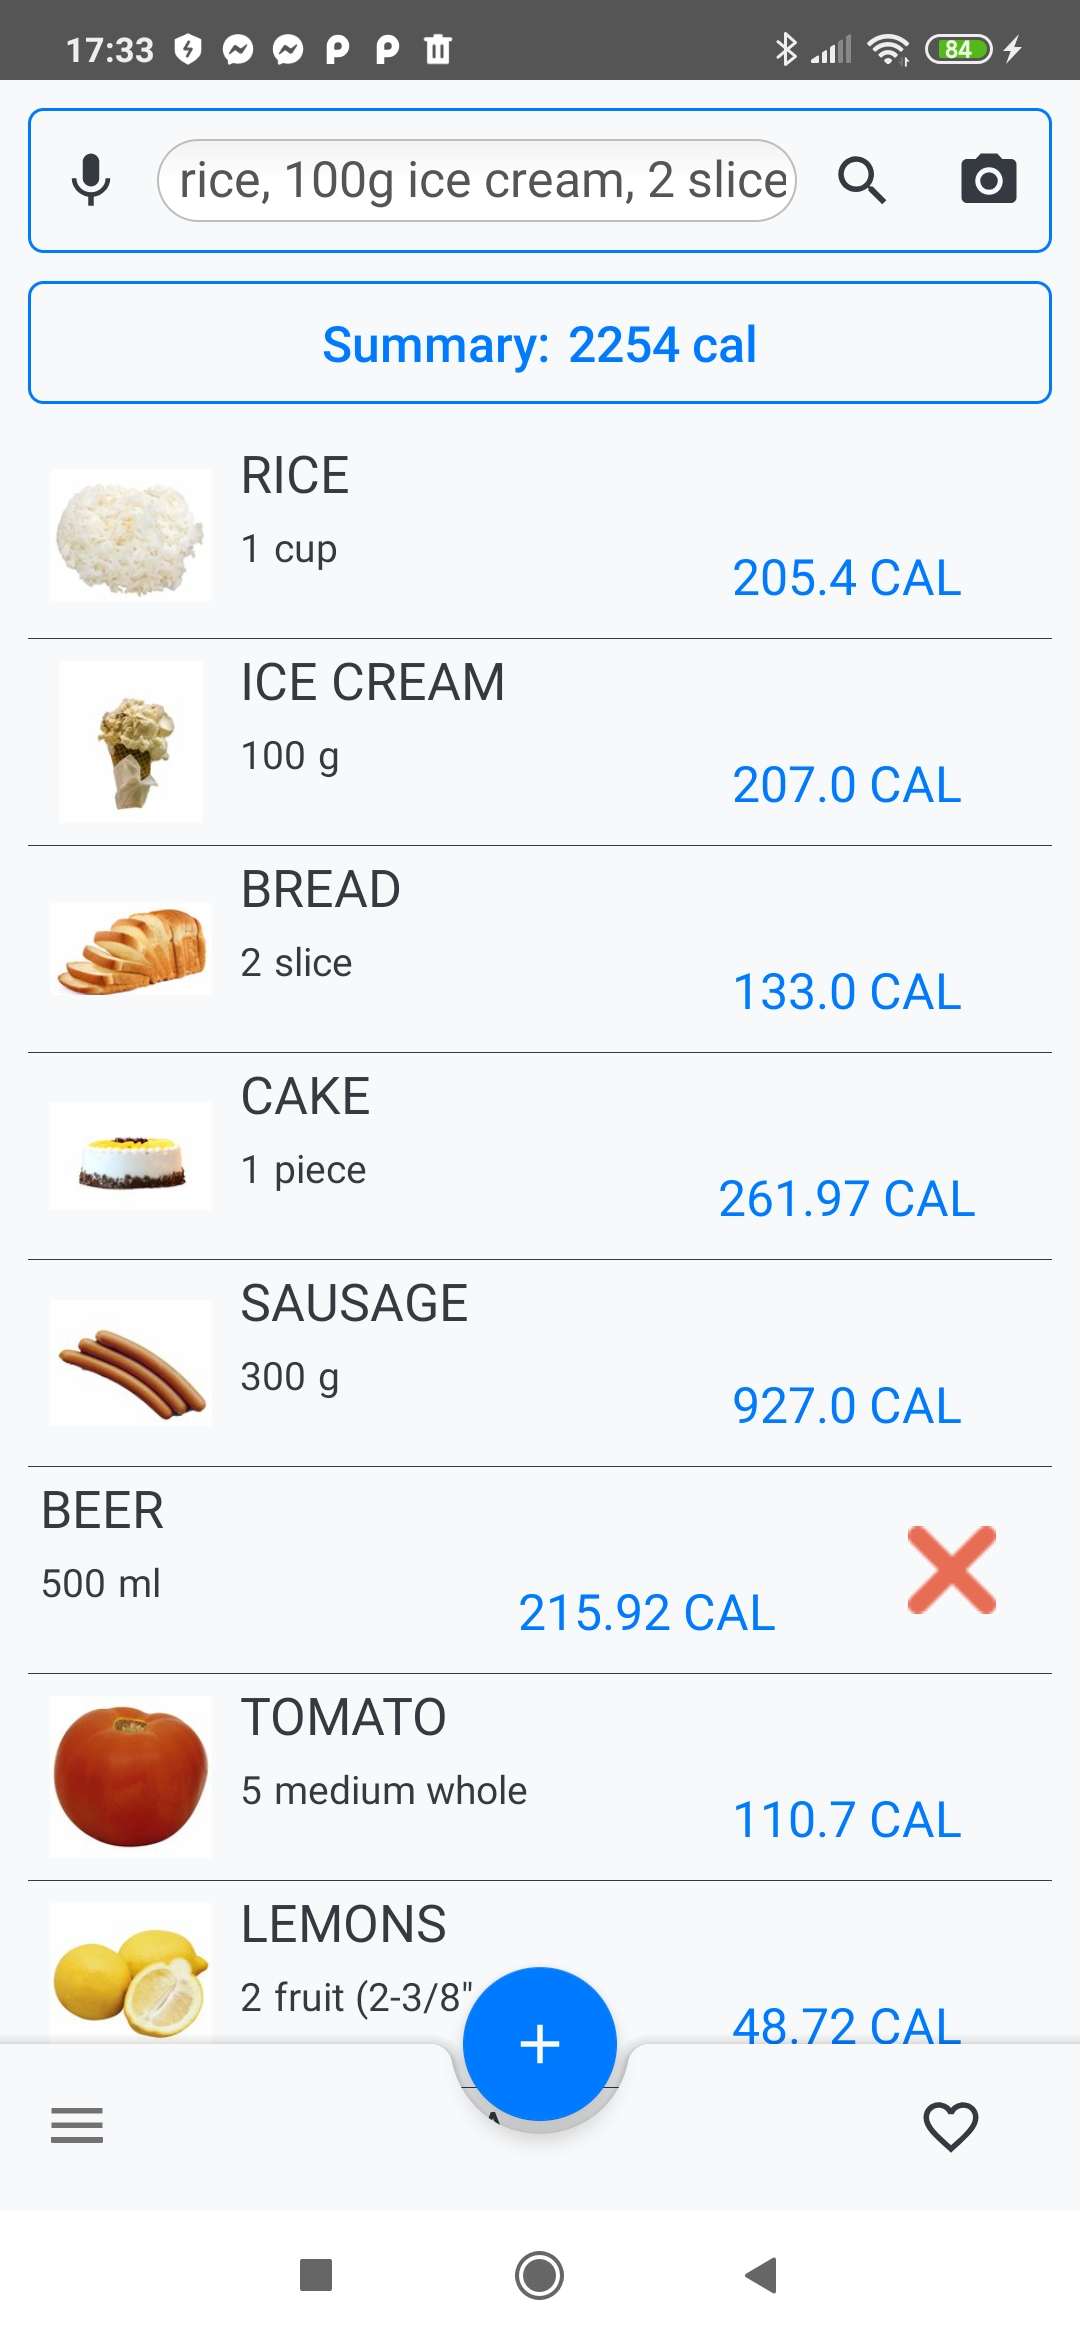 17:33
84
rice, 100g ice cream, 2 slice
Summary: 2254 cal
RICE
1 cup
205.4 CAL
ICE CREAM
100 g
207.0 CAL
BREAD
2 slice
133.0 CAL
CAKE
1 piece
261.97 CAL
SAUSAGE
300 g
927.0 CAL
BEER
500 ml
215.92 CAL
TOMATO
5 medium whole
110.7 CAL
LEMONS
2 fruit (2-3/8"
48.72 CAL